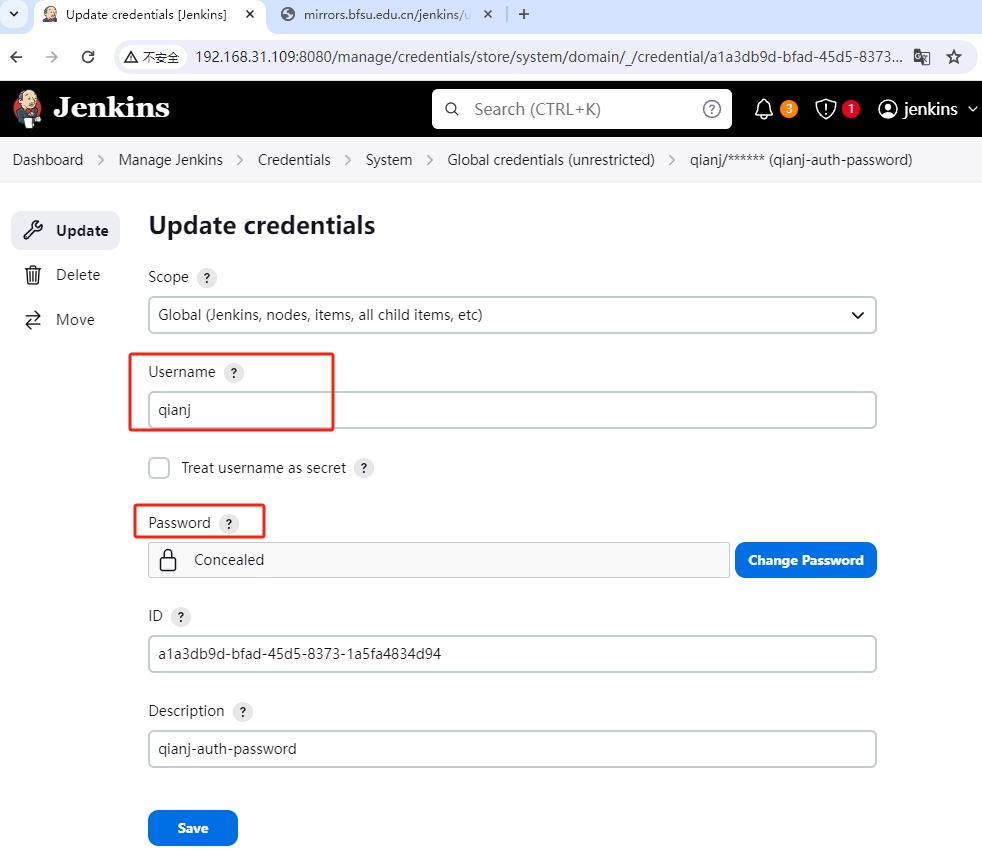 Update credentials [Jenkins]
mirrors.bfsu.edu.cn/jenkins/u
不安全 192.168.31.109:8080/manage/credentials/store/system/domain/_/credential/a1a3db9d-bfad-45d5-8373...
Jenkins Search (CTRL+K) ? 3 1 jenkins
Dashboard > Manage Jenkins > Credentials > System > Global credentials (unrestricted) > qianj/****** (qianj-auth-password)
Update
Delete
Move
Update credentials
Scope ?
Global (Jenkins, nodes, items, all child items, etc)
Username ?
qianj
Treat username as secret ?
Password ?
Concealed
Change Password
ID ?
a1a3db9d-bfad-45d5-8373-1a5fa4834d94
Description ?
qianj-auth-password
Save